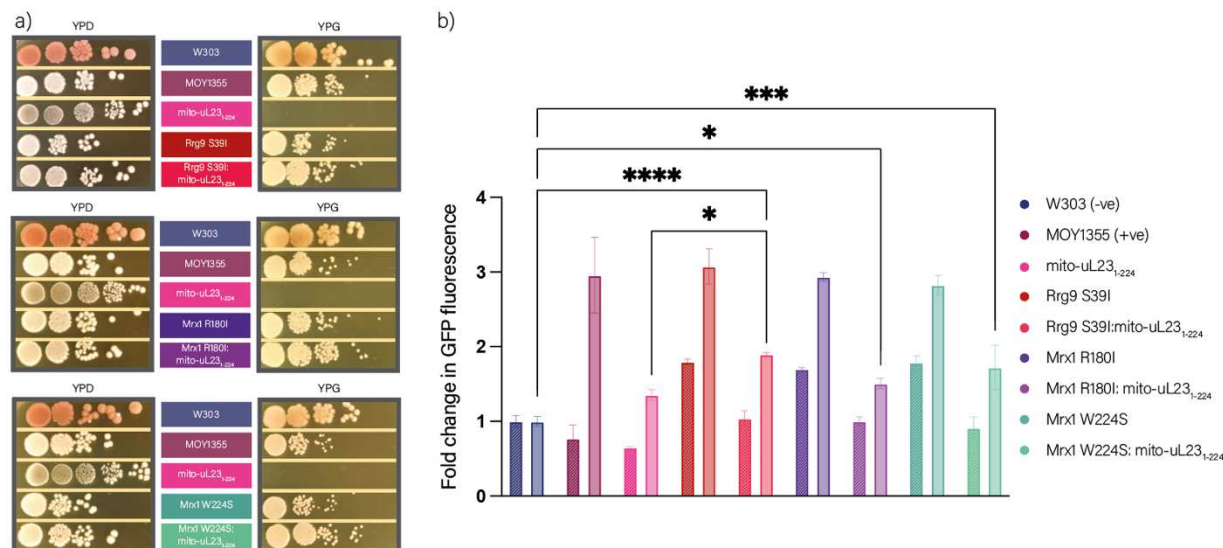 a)
YPD
YPG
W303
MOY1355
mito-uL23₁₋₂₂₄
Rrg9 S39I
Rrg9 S39I:
mito-uL23₁₋₂₂₄
YPD
YPG
W303
MOY1355
mito-uL23₁₋₂₂₄
Mrx1 R180I
Mrx1 R180I:
mito-uL23₁₋₂₂₄
YPD
YPG
W303
MOY1355
mito-uL23₁₋₂₂₄
Mrx1 W224S
Mrx1 W224S:
mito-uL23₁₋₂₂₄
b)
***
*
****
*
Fold change in GFP fluorescence
4
3
2
1
0
W303 (-ve)
MOY1355 (+ve)
mito-uL23₁₋₂₂₄
Rrg9 S39I
Rrg9 S39I:mito-uL23₁₋₂₂₄
Mrx1 R180I
Mrx1 R180I: mito-uL23₁₋₂₂₄
Mrx1 W224S
Mrx1 W224S: mito-uL23₁₋₂₂₄